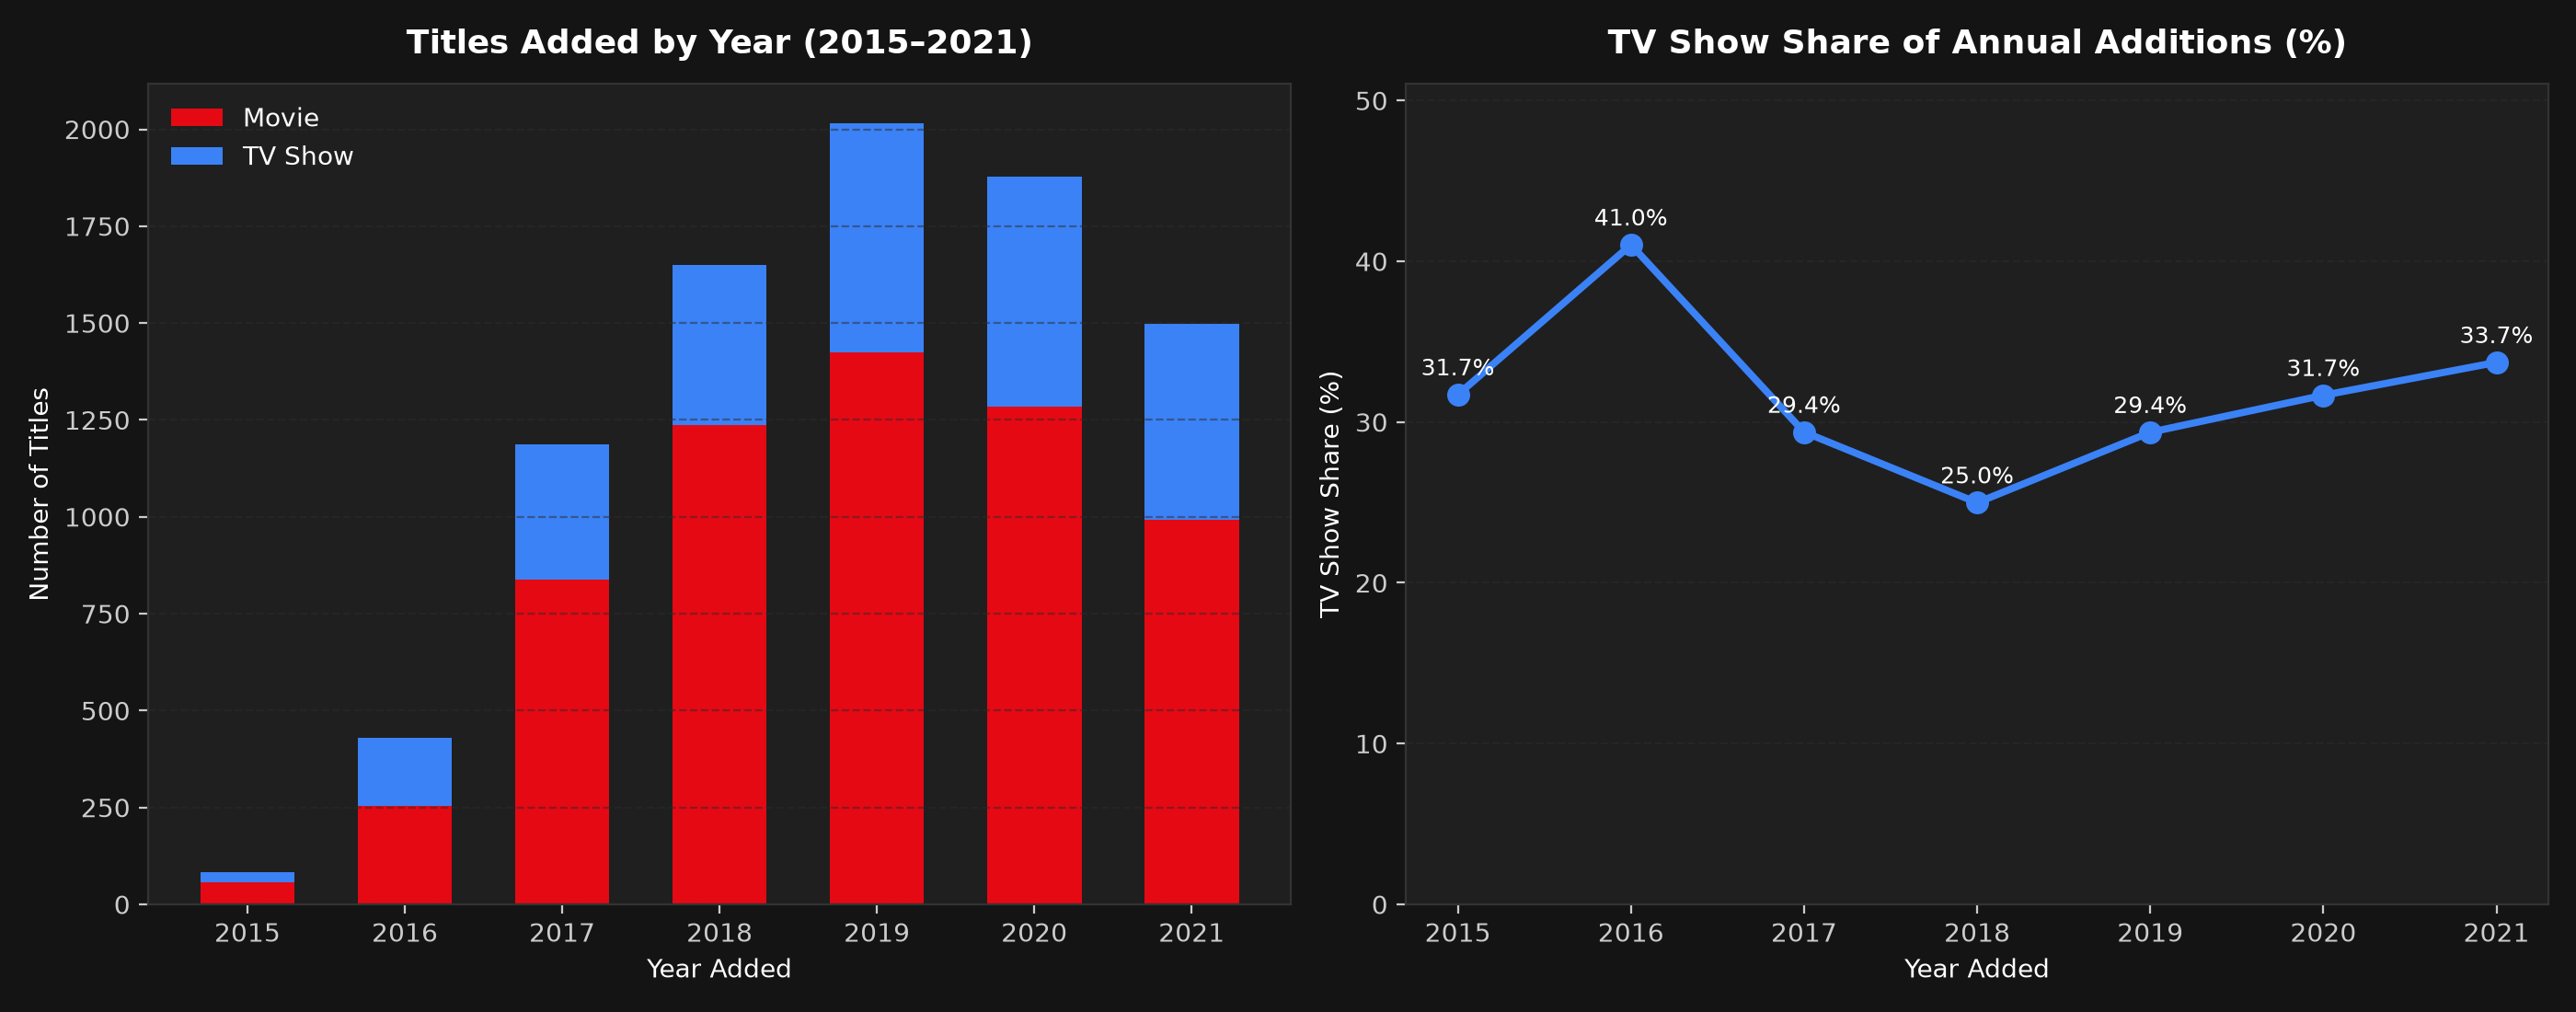 Titles Added by Year (2015–2021)
Movie
TV Show
Number of Titles
2000
1750
1500
1250
1000
750
500
250
0
2015 2016 2017 2018 2019 2020 2021
Year Added
TV Show Share of Annual Additions (%)
TV Show Share (%)
50
40
30
20
10
0
31.7%
41.0%
29.4%
25.0%
29.4%
31.7%
33.7%
2015 2016 2017 2018 2019 2020 2021
Year Added